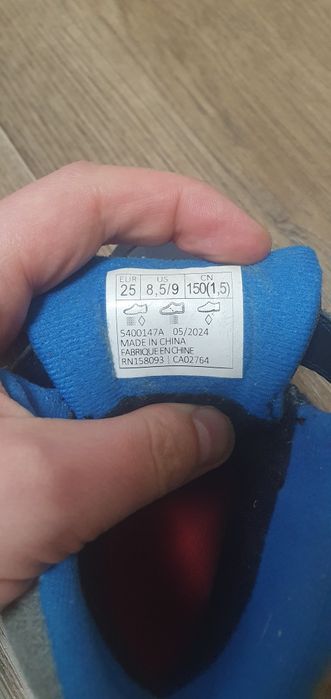 EUR US CN
25 8,5/9 150(1,5)
S400147A 05/2024
MADE IN CHINA
FABRIQUE EN CHINE
RN158093 CA02764